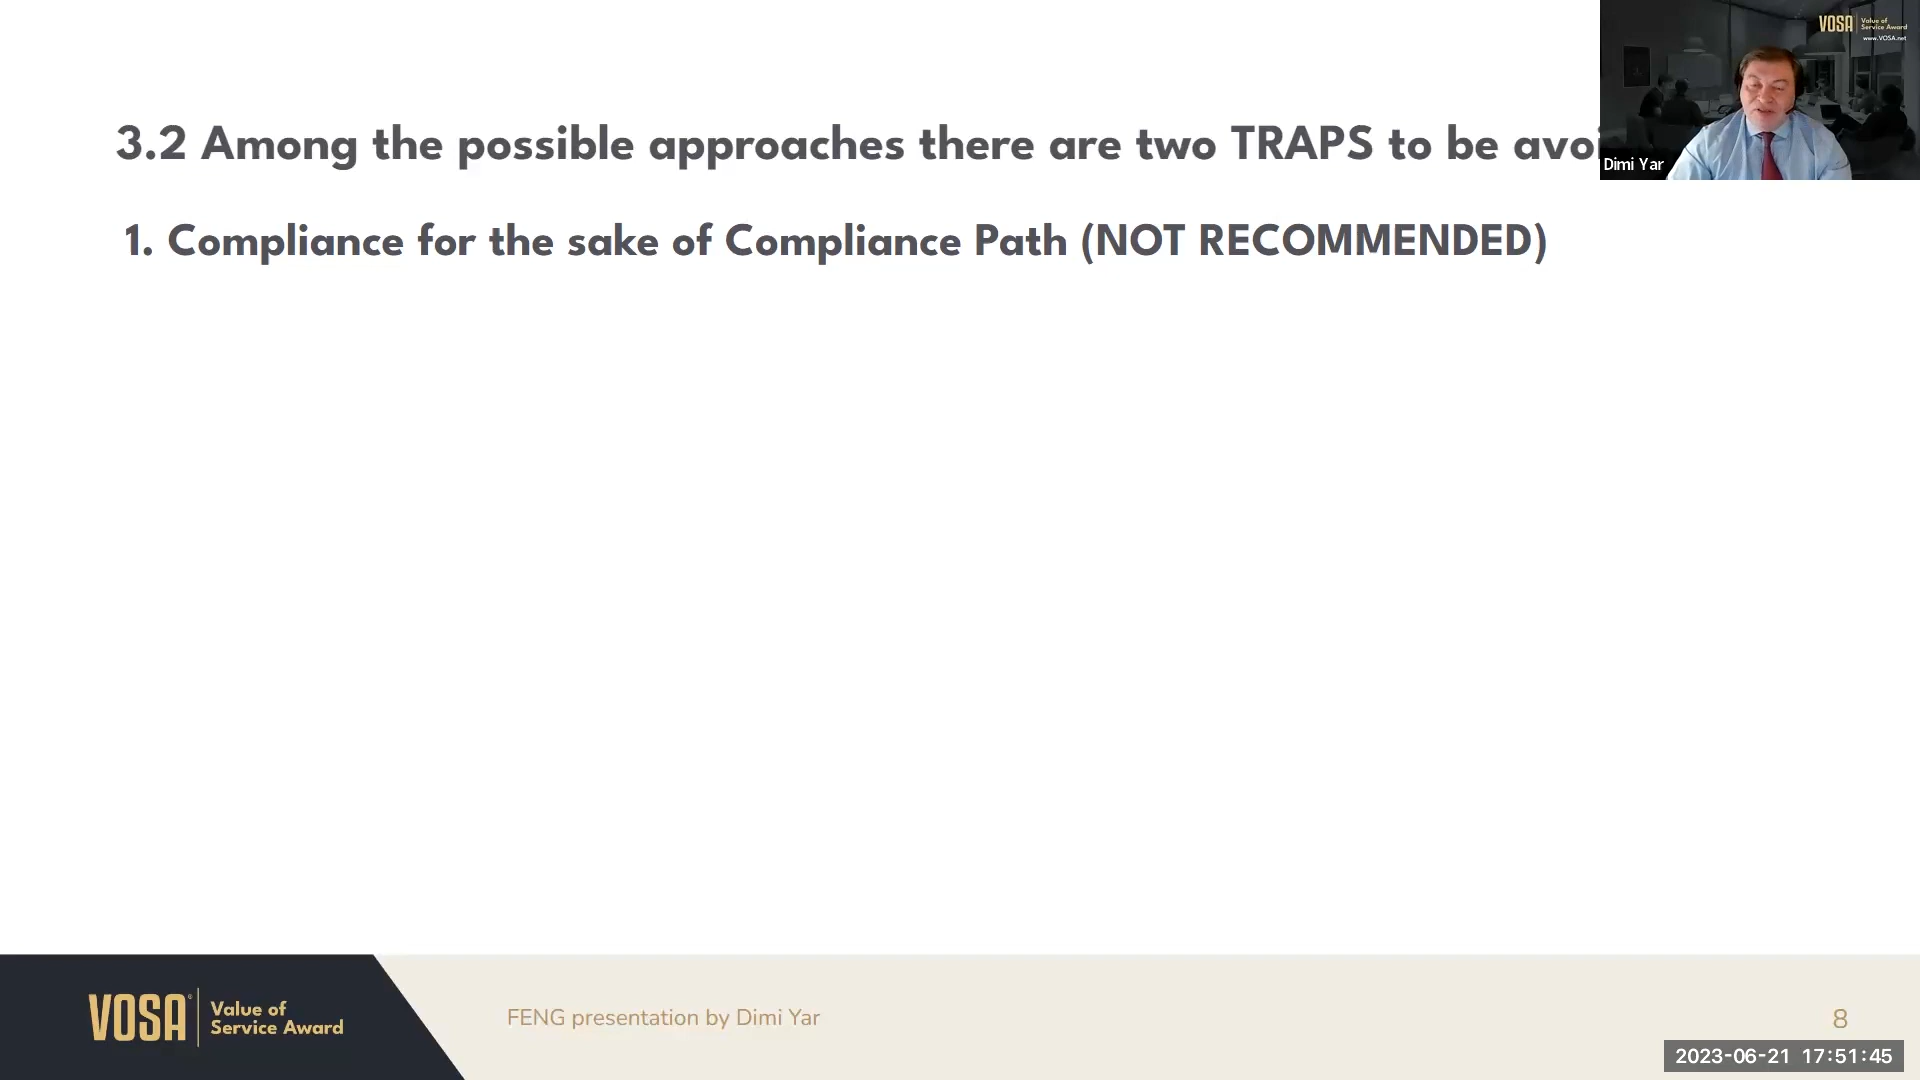 VOSA Value of
Service Award
www.VOSA.net
3.2 Among the possible approaches there are two TRAPS to be avoi
Dimi Yar
1. Compliance for the sake of Compliance Path (NOT RECOMMENDED)
VOSA® Value of
Service Award
FENG presentation by Dimi Yar
8
2023-06-21 17:51:45